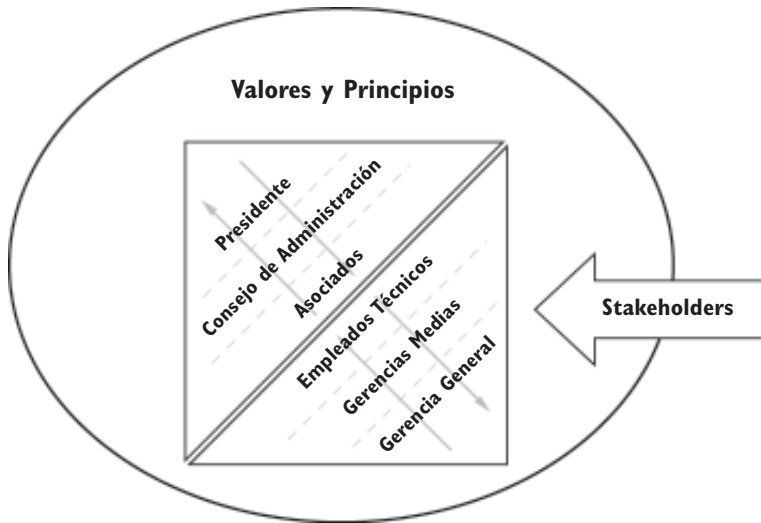 Valores y Principios
Presidente
Consejo de Administración
Asociados
Empleados Técnicos
Gerencias Medias
Gerencia General
Stakeholders